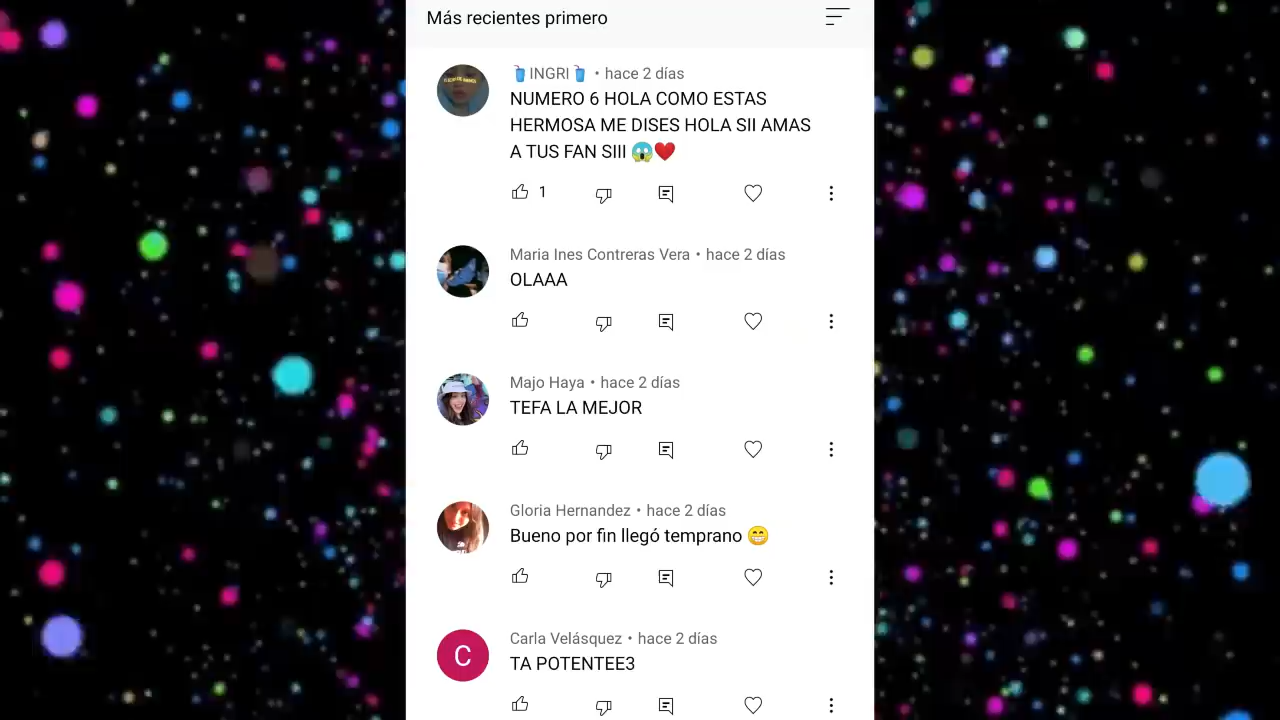 Más recientes primero
🥤INGRI🥤 • hace 2 días
NUMERO 6 HOLA COMO ESTAS
HERMOSA ME DISES HOLA SII AMAS
A TUS FAN SIII 😱❤️
1
Maria Ines Contreras Vera • hace 2 días
OLAAA
Majo Haya • hace 2 días
TEFA LA MEJOR
Gloria Hernandez • hace 2 días
Bueno por fin llegó temprano 😁
C
Carla Velásquez • hace 2 días
TA POTENTEE3